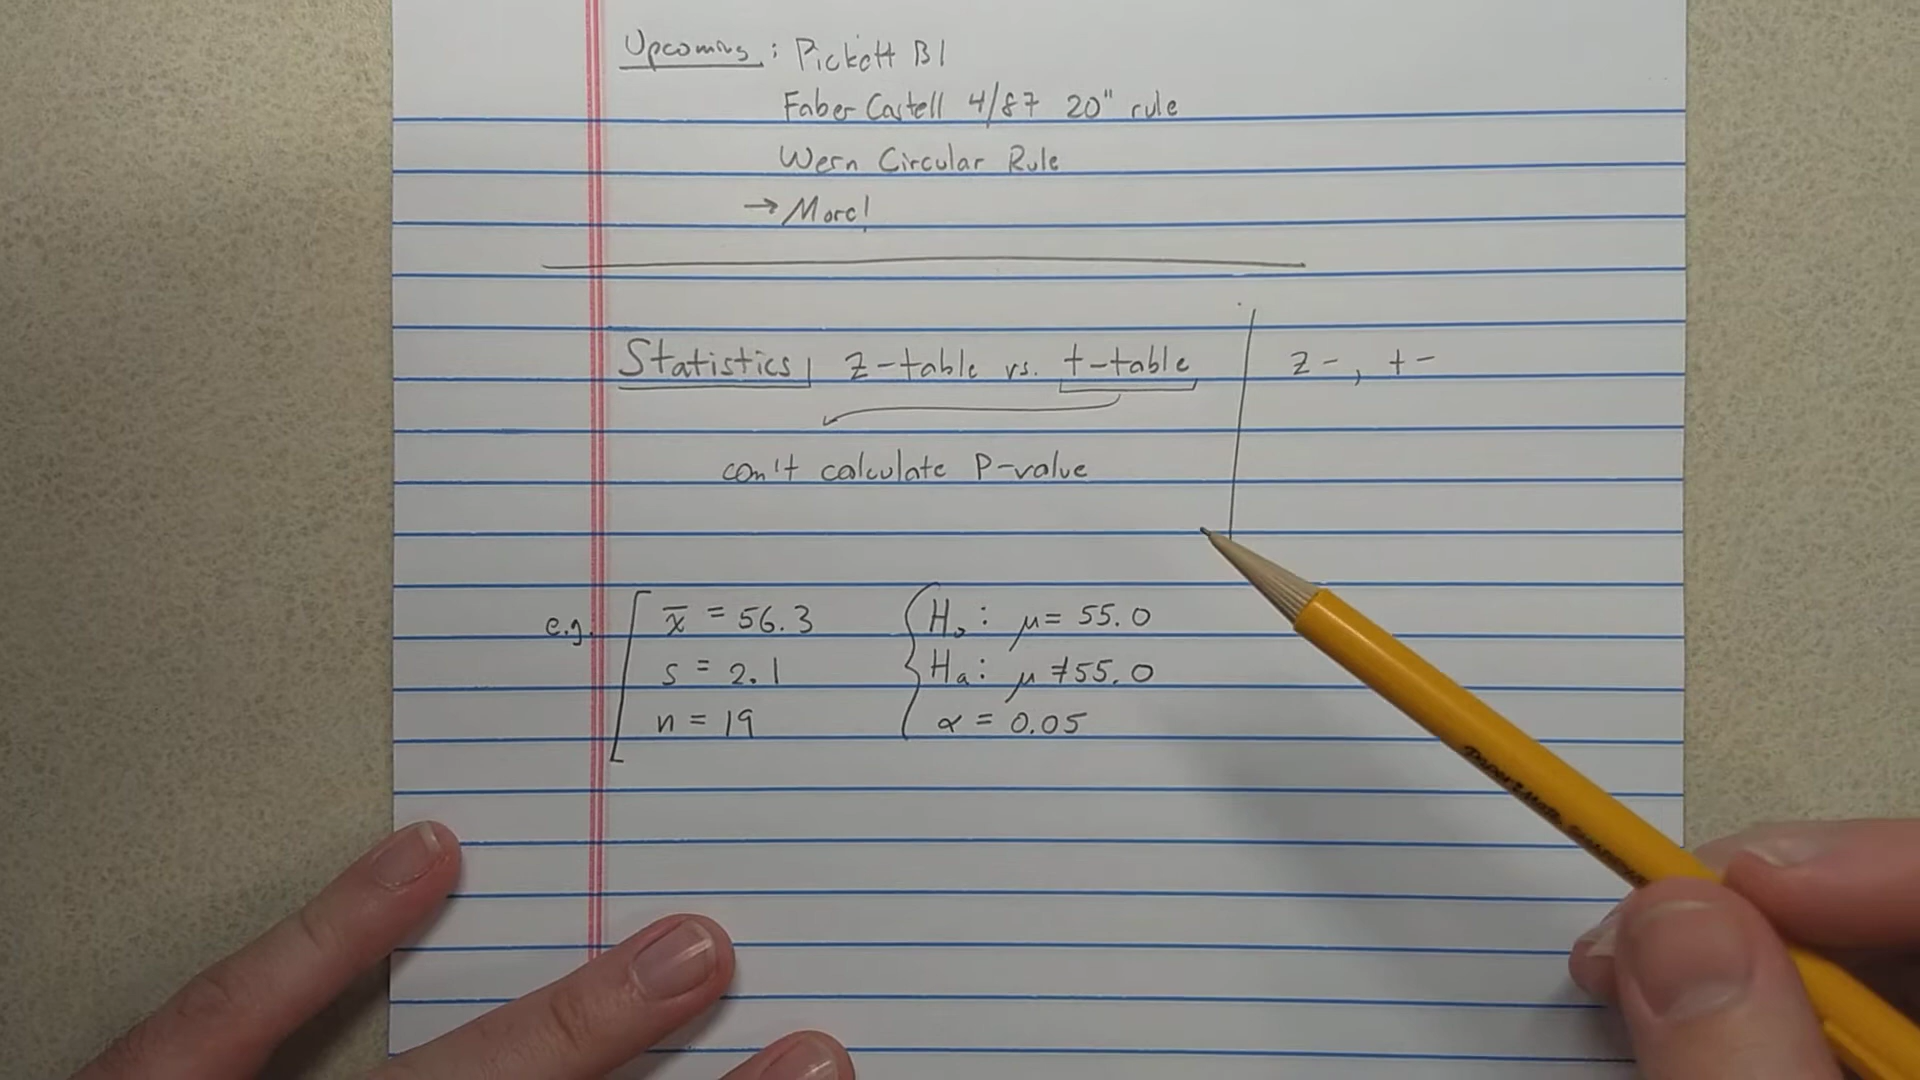 Upcoming: Pickett B1
Faber Castell 4/87 20" rule
Wern Circular Rule
→ More!
Statistics| z-table vs. t-table
z-, t-
can't calculate P-value
e.g. x̄ = 56.3
s = 2.1
n = 19
H₀: μ = 55.0
Hₐ: μ ≠ 55.0
α = 0.05